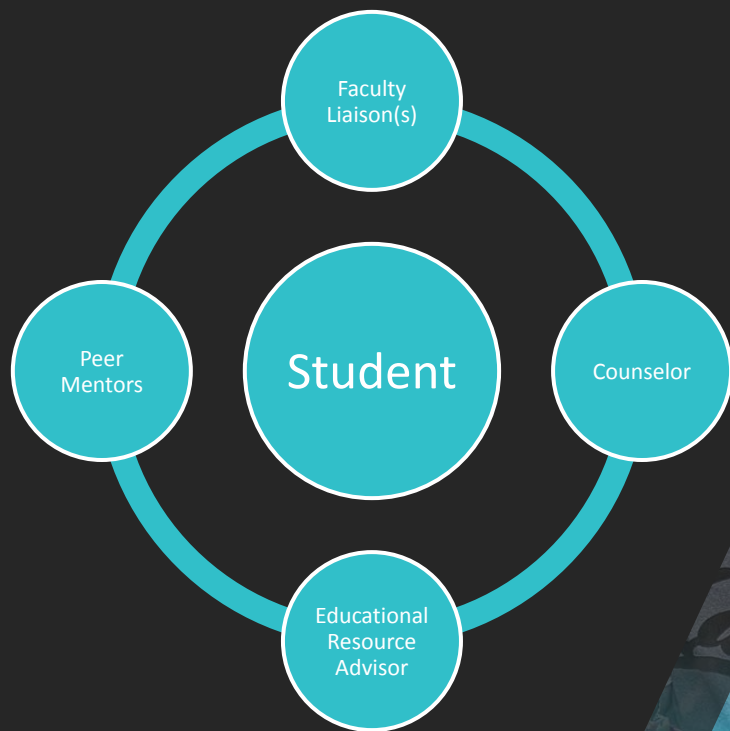 Faculty
Liaison(s)
Peer
Mentors
Student
Counselor
Educational
Resource
Advisor